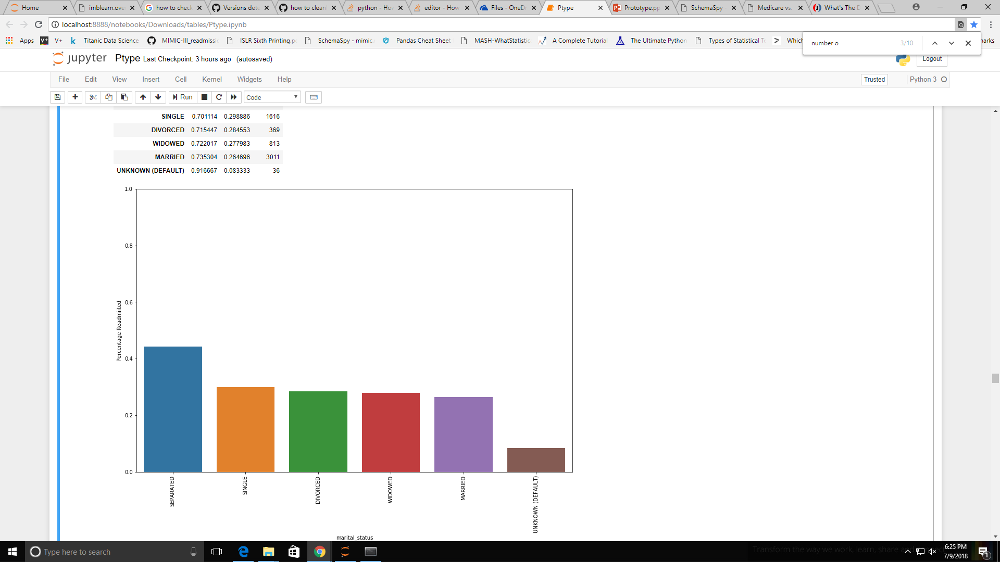 Home imblearn.ove how to check Versions dete how to clean python - Ho editor - How Files - OneDr Ptype Prototype.pp SchemaSpy - Medicare vs. What's The D
localhost:8888/notebooks/Downloads/tables/Ptype.ipynb
Apps V+ Titanic Data Science MIMIC-III_readmissi ISLR Sixth Printing.p SchemaSpy - mimic. Pandas Cheat Sheet MASH-WhatStatistic A Complete Tutorial The Ultimate Python Types of Statistical Te Which marks
number o 3/10
jupyter Ptype Last Checkpoint: 3 hours ago (autosaved) Logout
File Edit View Insert Cell Kernel Widgets Help Trusted Python 3
Run Code
SINGLE 0.701114 0.298886 1616
DIVORCED 0.715447 0.284553 369
WIDOWED 0.722017 0.277983 813
MARRIED 0.735304 0.264696 3011
UNKNOWN (DEFAULT) 0.916667 0.083333 36
1.0
0.8
0.6
0.4
0.2
0.0
Percentage Readmiited
SEPARATED
SINGLE
DIVORCED
WIDOWED
MARRIED
UNKNOWN (DEFAULT)
marital_status
Type here to search
Transform the way we work, learn, share
6:25 PM
7/9/2018
1